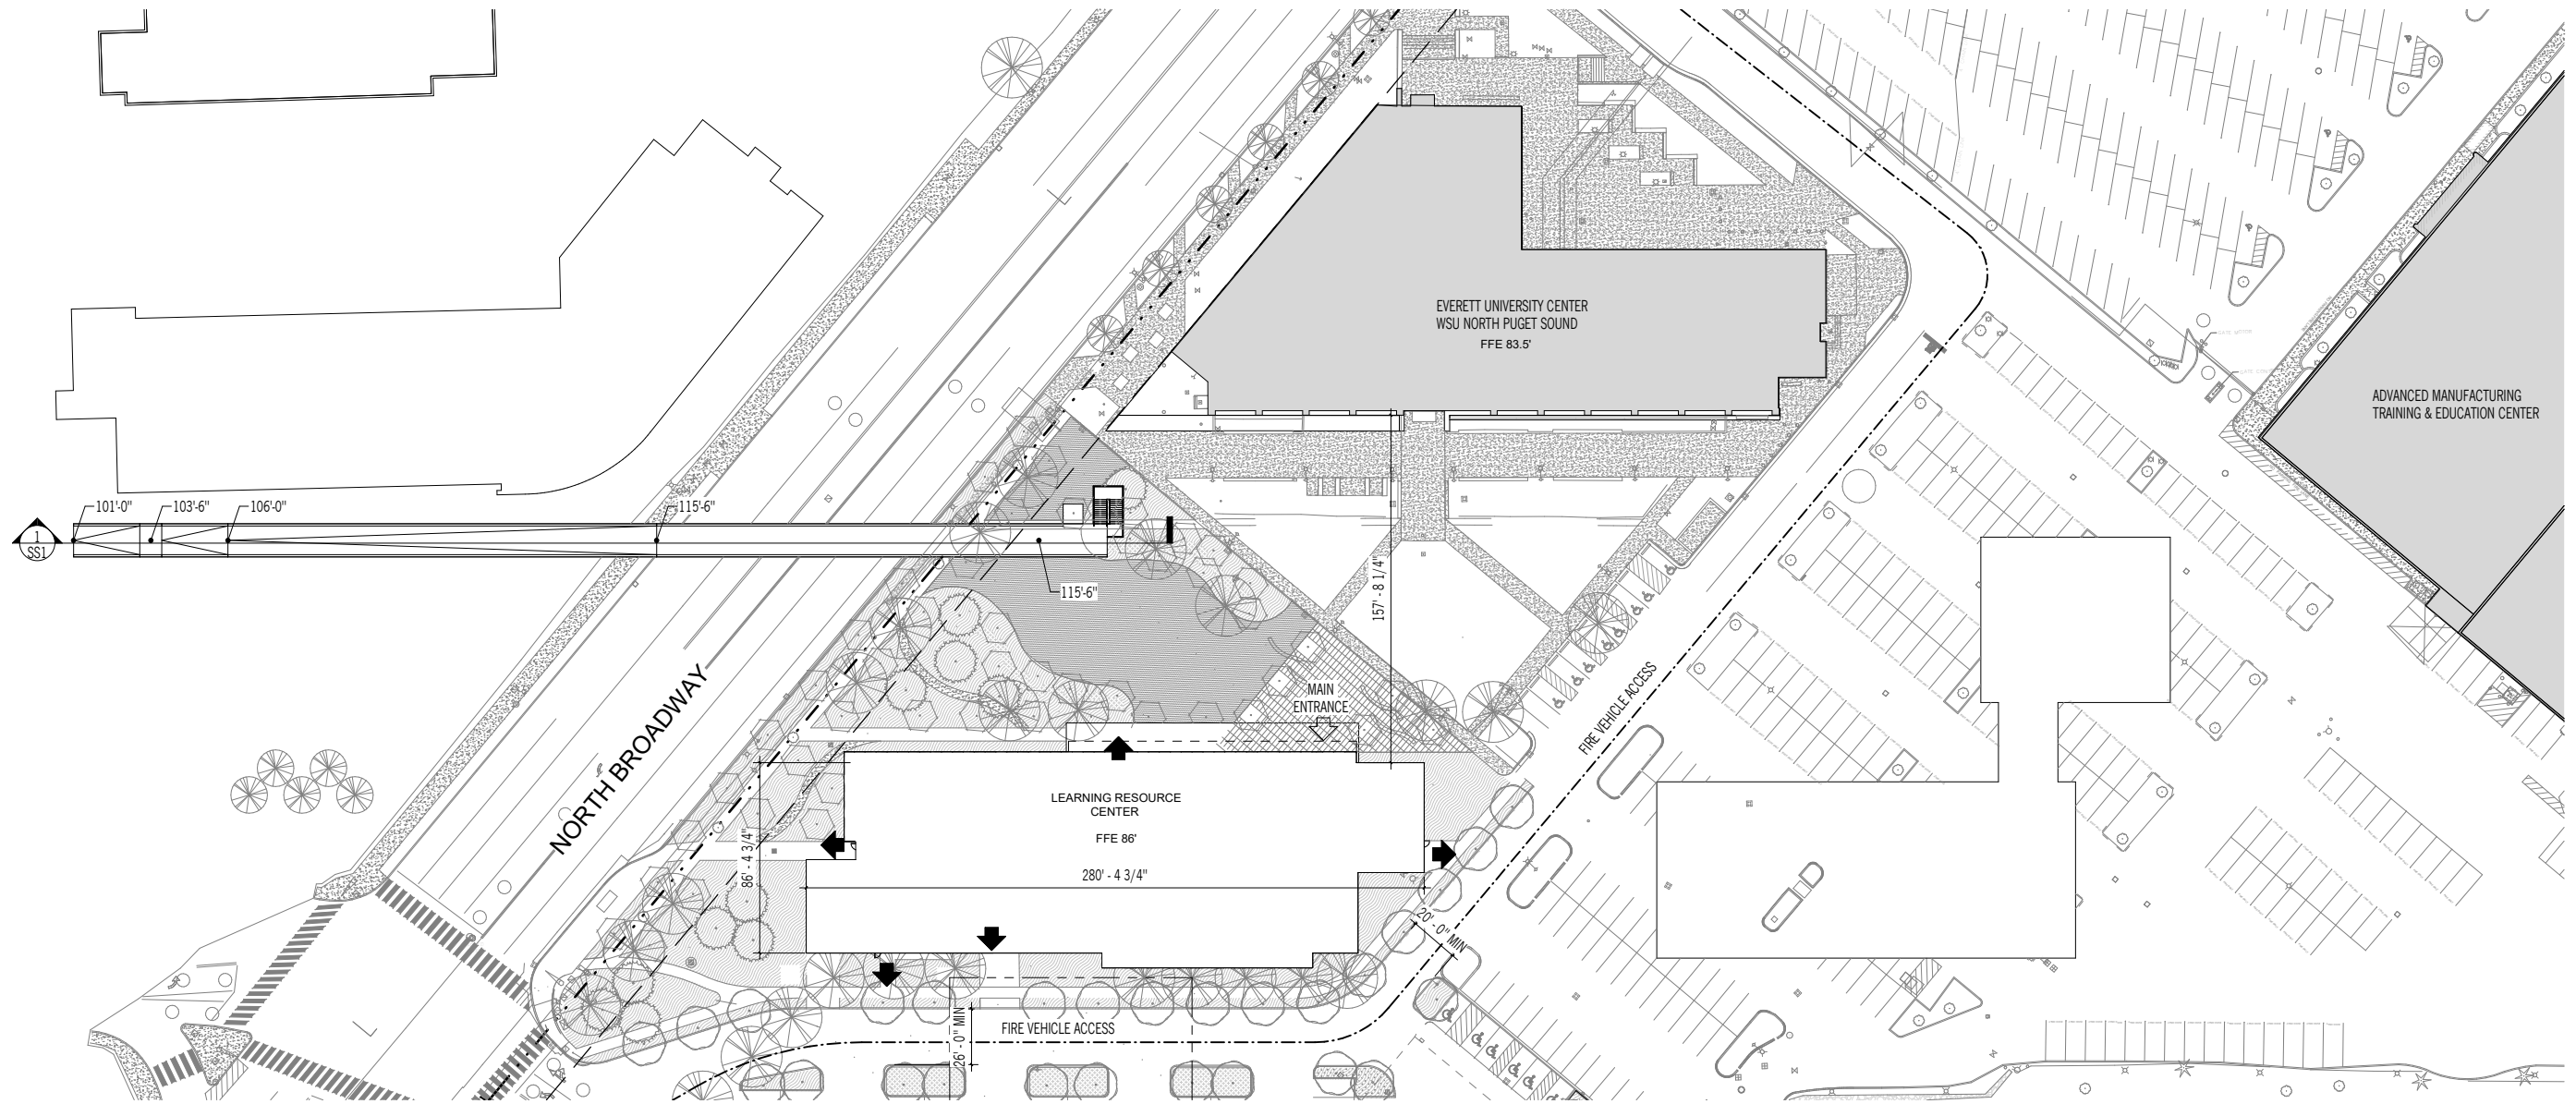 EVERETT UNIVERSITY CENTER
WSU NORTH PUGET SOUND
FFE 83.5'
ADVANCED MANUFACTURING
TRAINING & EDUCATION CENTER
101'-0"
103'-6"
106'-0"
115'-6"
1
SS1
115'-6"
157' - 8 1/4"
NORTH BROADWAY
MAIN
ENTRANCE
FIRE VEHICLE ACCESS
LEARNING RESOURCE
CENTER
FFE 86'
86' - 4 3/4"
280' - 4 3/4"
20' - 0" MIN
26' - 0" MIN
FIRE VEHICLE ACCESS